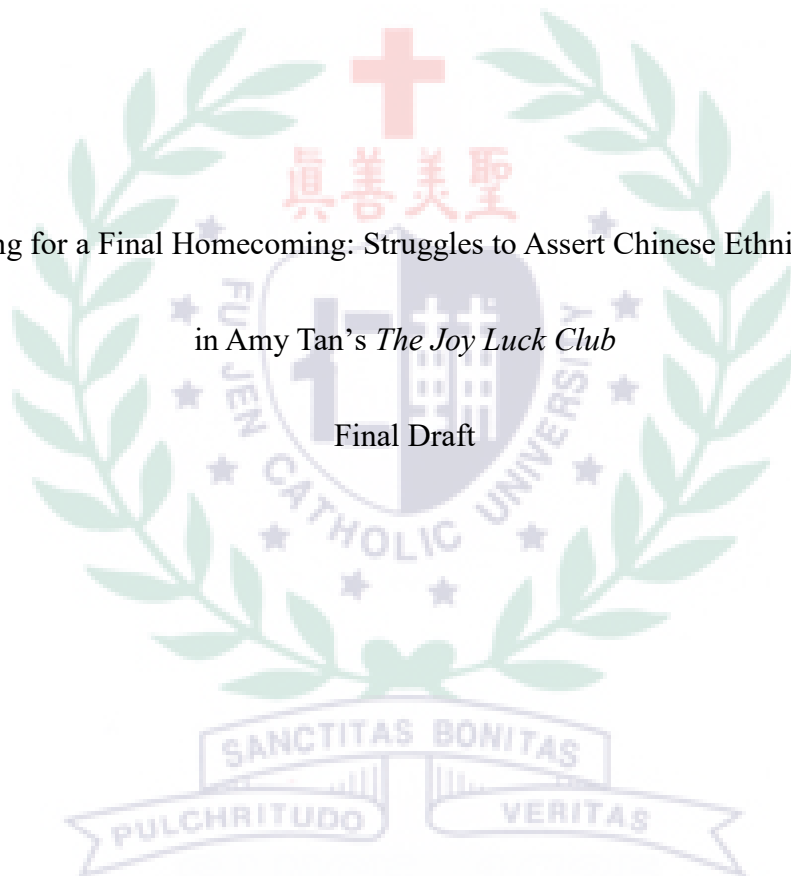 眞善美聖
ng for a Final Homecoming: Struggles to Assert Chinese Ethni
in Amy Tan's The Joy Luck Club
Final Draft
FU JEN CATHOLIC UNIVERSITY
SANCTITAS BONITAS
PULCHRITUDO VERITAS